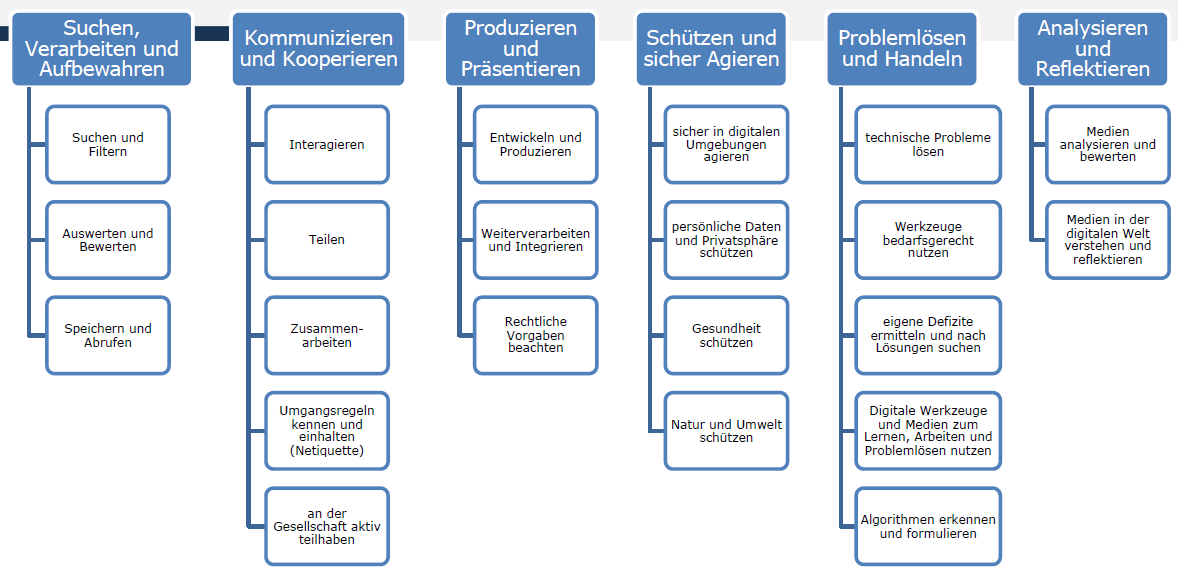 Suchen,
Verarbeiten und
Aufbewahren
Suchen und
Filtern
Auswerten und
Bewerten
Speichern und
Abrufen
Kommunizieren
und Kooperieren
Interagieren
Teilen
Zusammen-
arbeiten
Umgangsregeln
kennen und
einhalten
(Netiquette)
an der
Gesellschaft aktiv
teilhaben
Produzieren
und
Präsentieren
Entwickeln und
Produzieren
Weiterverarbeiten
und Integrieren
Rechtliche
Vorgaben
beachten
Schützen und
sicher Agieren
sicher in digitalen
Umgebungen
agieren
persönliche Daten
und Privatsphäre
schützen
Gesundheit
schützen
Natur und Umwelt
schützen
Problemlösen
und Handeln
technische Probleme
lösen
Werkzeuge
bedarfsgerecht
nutzen
eigene Defizite
ermitteln und nach
Lösungen suchen
Digitale Werkzeuge
und Medien zum
Lernen, Arbeiten und
Problemlösen nutzen
Algorithmen erkennen
und formulieren
Analysieren
und
Reflektieren
Medien
analysieren und
bewerten
Medien in der
digitalen Welt
verstehen und
reflektieren